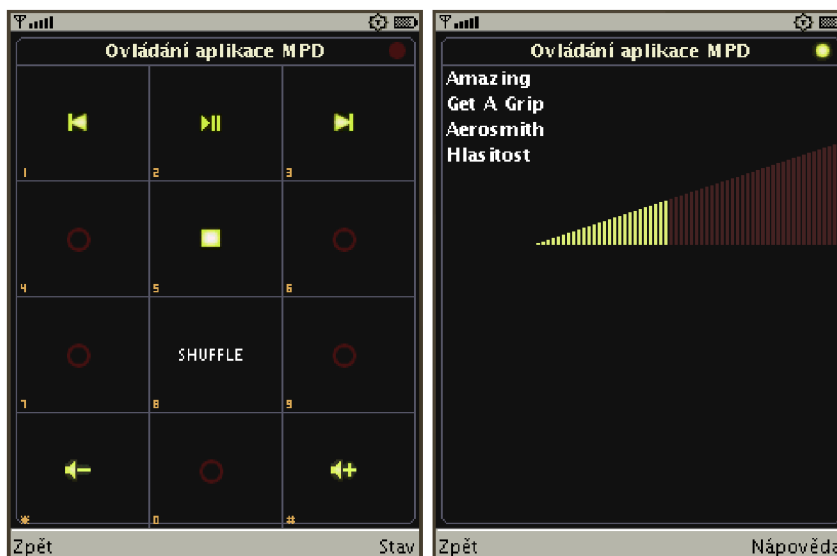 Ovládání aplikace MPD
1 2 3
4 5 6
7 SHUFFLE 8 9
* 0 #
Zpět Stav
Ovládání aplikace MPD
Amazing
Get A Grip
Aerosmith
Hlasitost
Zpět Nápověda